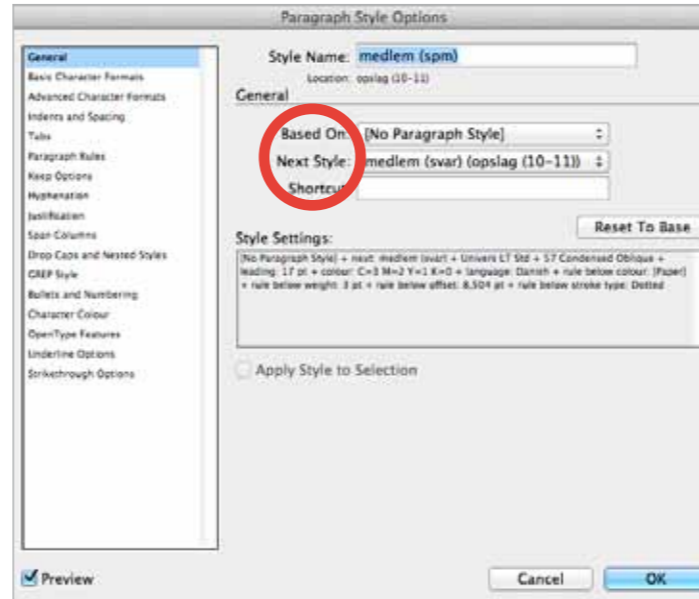 Paragraph Style Options
General
Basic Character Formats
Advanced Character Formats
Indents and Spacing
Tabs
Paragraph Rules
Keep Options
Hyphenation
Justification
Span Columns
Drop Caps and Nested Styles
GREP Style
Bullets and Numbering
Character Colour
OpenType Features
Underline Options
Strikethrough Options
Style Name: medlem (spm)
Location: opslag (10-11)
General
Based On: [No Paragraph Style]
Next Style: medlem (svar) (opslag (10-11))
Shortcut
Reset To Base
Style Settings:
[No Paragraph Style] + next: medlem (svar) + Univers LT Std + 57 Condensed Oblique +
leading: 17 pt + colour: C=3 M=2 Y=1 K=0 + language: Danish + rule below colour: [Paper]
+ rule below weight: 3 pt + rule below offset: 8,504 pt + rule below stroke type: Dotted
Apply Style to Selection
Preview
Cancel
OK